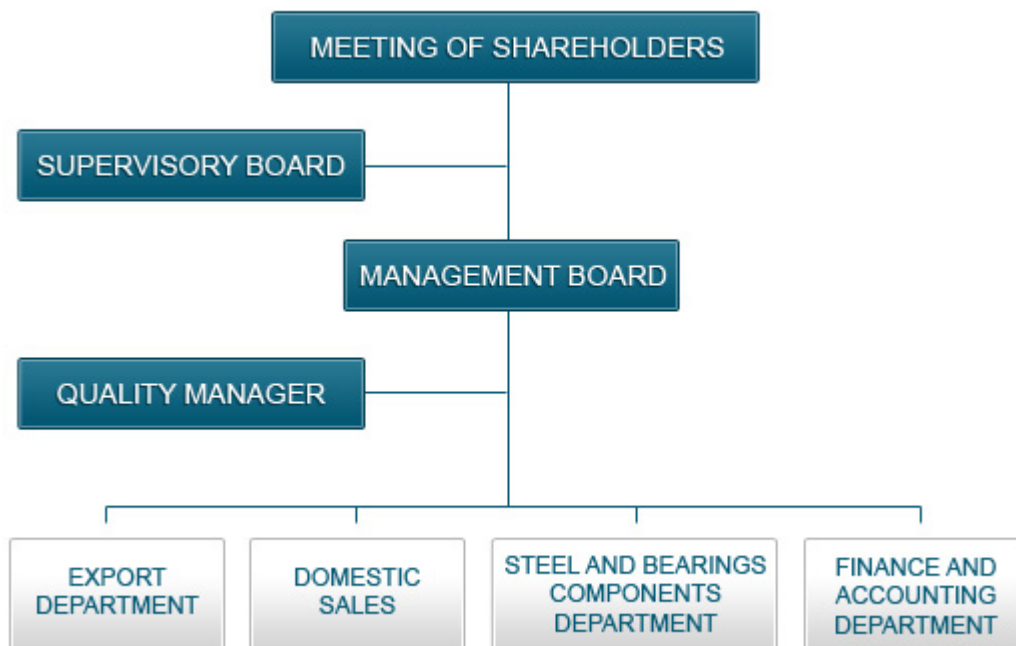 MEETING OF SHAREHOLDERS
SUPERVISORY BOARD
MANAGEMENT BOARD
QUALITY MANAGER
EXPORT
DEPARTMENT
DOMESTIC
SALES
STEEL AND BEARINGS
COMPONENTS
DEPARTMENT
FINANCE AND
ACCOUNTING
DEPARTMENT